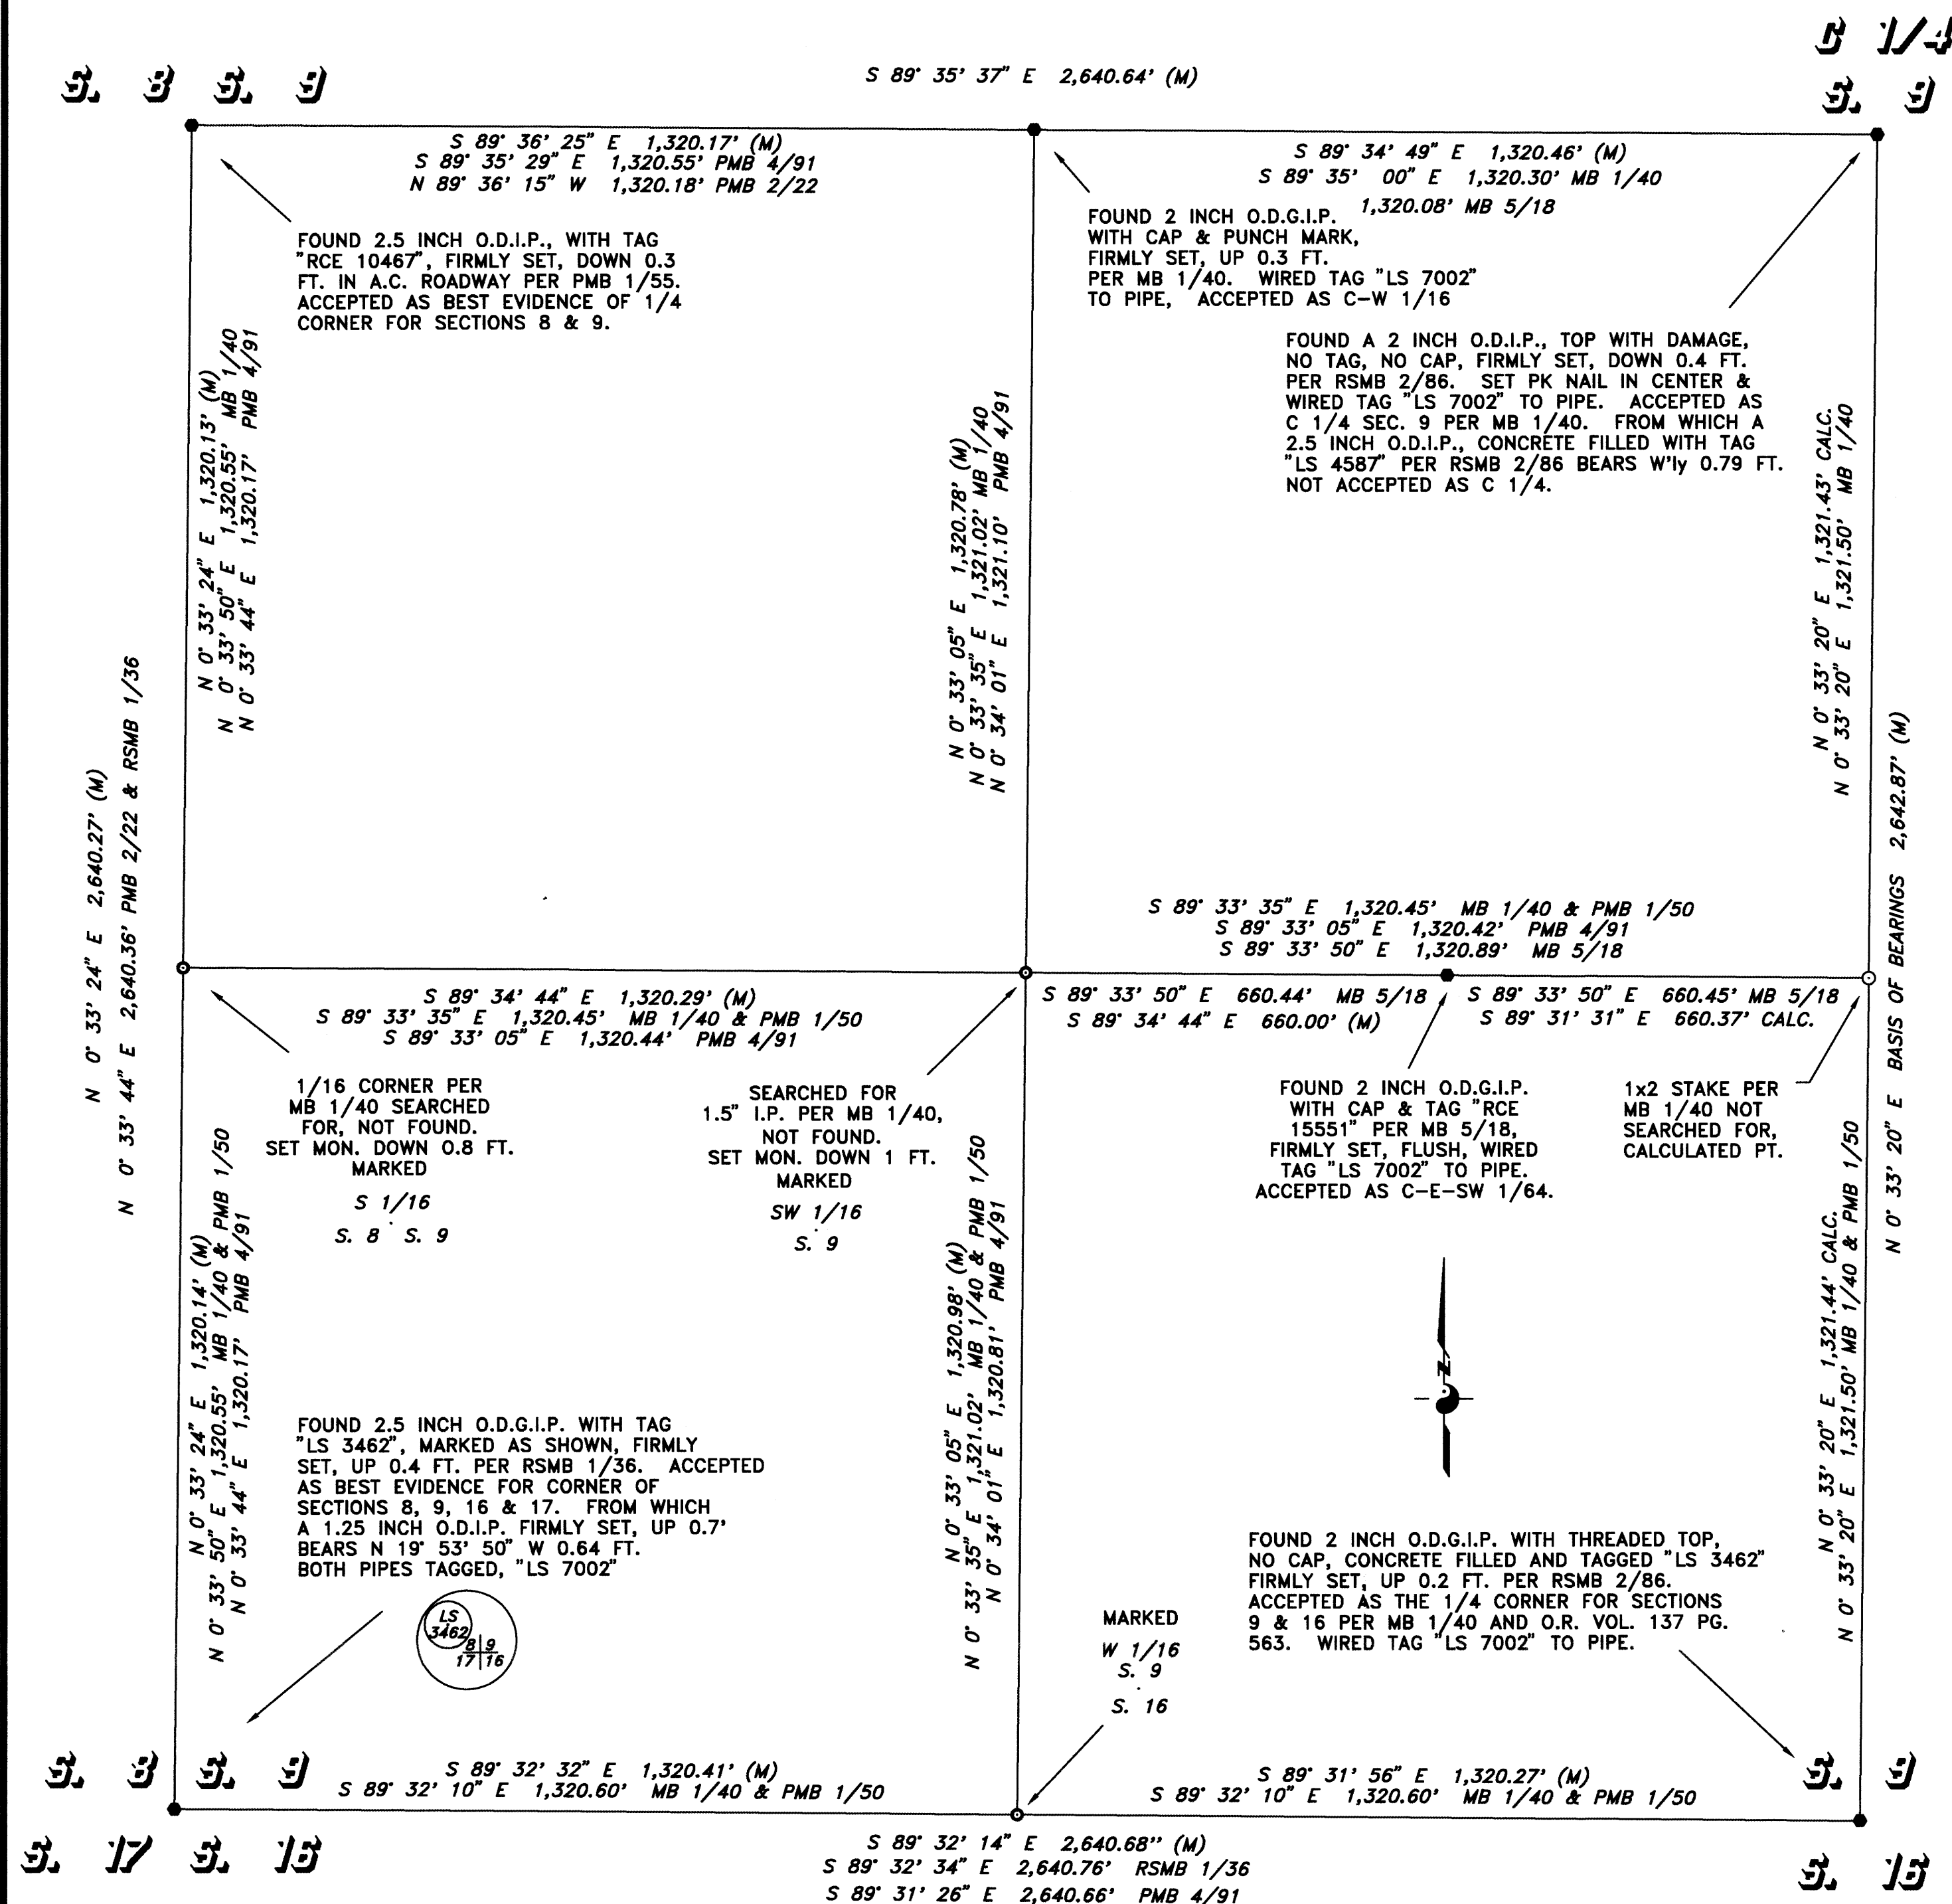 C 1/4
S. 8 S. 9
S 89° 35' 37" E 2,640.64' (M)
S. 9
S 89° 36' 25" E 1,320.17' (M)
S 89° 35' 29" E 1,320.55' PMB 4/91
N 89° 36' 15" W 1,320.18' PMB 2/22
S 89° 34' 49" E 1,320.46' (M)
S 89° 35' 00" E 1,320.30' MB 1/40
1,320.08' MB 5/18
FOUND 2.5 INCH O.D.I.P., WITH TAG
"RCE 10467", FIRMLY SET, DOWN 0.3
FT. IN A.C. ROADWAY PER PMB 1/55.
ACCEPTED AS BEST EVIDENCE OF 1/4
CORNER FOR SECTIONS 8 & 9.
FOUND 2 INCH O.D.G.I.P.
WITH CAP & PUNCH MARK,
FIRMLY SET, UP 0.3 FT.
PER MB 1/40. WIRED TAG "LS 7002"
TO PIPE, ACCEPTED AS C-W 1/16
FOUND A 2 INCH O.D.I.P., TOP WITH DAMAGE,
NO TAG, NO CAP, FIRMLY SET, DOWN 0.4 FT.
PER RSMB 2/86. SET PK NAIL IN CENTER &
WIRED TAG "LS 7002" TO PIPE. ACCEPTED AS
C 1/4 SEC. 9 PER MB 1/40. FROM WHICH A
2.5 INCH O.D.I.P., CONCRETE FILLED WITH TAG
"LS 4587" PER RSMB 2/86 BEARS W'ly 0.79 FT.
NOT ACCEPTED AS C 1/4.
N 0° 33' 24" E 2,640.27' (M)
N 0° 33' 44" E 2,640.36' PMB 2/22 & RSMB 1/36
N 0° 33' 24" E 1,320.13' (M)
N 0° 33' 50" E 1,320.55' MB 1/40
N 0° 33' 44" E 1,320.17' PMB 4/91
N 0° 33' 05" E 1,320.78' (M)
N 0° 33' 35" E 1,321.02' MB 1/40
N 0° 34' 01" E 1,321.10' PMB 4/91
N 0° 33' 20" E 1,321.43' CALC.
N 0° 33' 20" E 1,321.50' MB 1/40
N 0° 33' 20" E BASIS OF BEARINGS 2,642.87' (M)
S 89° 33' 35" E 1,320.45' MB 1/40 & PMB 1/50
S 89° 33' 05" E 1,320.42' PMB 4/91
S 89° 33' 50" E 1,320.89' MB 5/18
S 89° 34' 44" E 1,320.29' (M)
S 89° 33' 35" E 1,320.45' MB 1/40 & PMB 1/50
S 89° 33' 05" E 1,320.44' PMB 4/91
S 89° 33' 50" E 660.44' MB 5/18
S 89° 34' 44" E 660.00' (M)
S 89° 33' 50" E 660.45' MB 5/18
S 89° 31' 31" E 660.37' CALC.
1/16 CORNER PER
MB 1/40 SEARCHED
FOR, NOT FOUND.
SET MON. DOWN 0.8 FT.
MARKED
S 1/16
S. 8 S. 9
SEARCHED FOR
1.5" I.P. PER MB 1/40,
NOT FOUND.
SET MON. DOWN 1 FT.
MARKED
SW 1/16
S. 9
FOUND 2 INCH O.D.G.I.P.
WITH CAP & TAG "RCE
15551" PER MB 5/18,
FIRMLY SET, FLUSH, WIRED
TAG "LS 7002" TO PIPE.
ACCEPTED AS C-E-SW 1/64.
1x2 STAKE PER
MB 1/40 NOT
SEARCHED FOR,
CALCULATED PT.
N 0° 33' 24" E 1,320.14' (M)
N 0° 33' 50" E 1,320.55' MB 1/40 & PMB 1/50
N 0° 33' 44" E 1,320.17' PMB 4/91
N 0° 33' 05" E 1,320.98' (M)
N 0° 33' 35" E 1,321.02' MB 1/40 & PMB 1/50
N 0° 34' 01" E 1,320.81' PMB 4/91
N 0° 33' 20" E 1,321.44' CALC.
N 0° 33' 20" E 1,321.50' MB 1/40 & PMB 1/50
N
FOUND 2.5 INCH O.D.G.I.P. WITH TAG
"LS 3462", MARKED AS SHOWN, FIRMLY
SET, UP 0.4 FT. PER RSMB 1/36. ACCEPTED
AS BEST EVIDENCE FOR CORNER OF
SECTIONS 8, 9, 16 & 17. FROM WHICH
A 1.25 INCH O.D.I.P. FIRMLY SET, UP 0.7'
BEARS N 19° 53' 50" W 0.64 FT.
BOTH PIPES TAGGED, "LS 7002"
LS
3462
8 9
17 16
FOUND 2 INCH O.D.G.I.P. WITH THREADED TOP,
NO CAP, CONCRETE FILLED AND TAGGED "LS 3462"
FIRMLY SET, UP 0.2 FT. PER RSMB 2/86.
ACCEPTED AS THE 1/4 CORNER FOR SECTIONS
9 & 16 PER MB 1/40 AND O.R. VOL. 137 PG.
563. WIRED TAG "LS 7002" TO PIPE.
MARKED
W 1/16
S. 9
S. 16
S. 8 S. 9
S 89° 32' 32" E 1,320.41' (M)
S 89° 32' 10" E 1,320.60' MB 1/40 & PMB 1/50
S 89° 31' 56" E 1,320.27' (M)
S 89° 32' 10" E 1,320.60' MB 1/40 & PMB 1/50
S. 9
S. 17 S. 16
S 89° 32' 14" E 2,640.68'' (M)
S 89° 32' 34" E 2,640.76' RSMB 1/36
S 89° 31' 26" E 2,640.66' PMB 4/91
S. 16